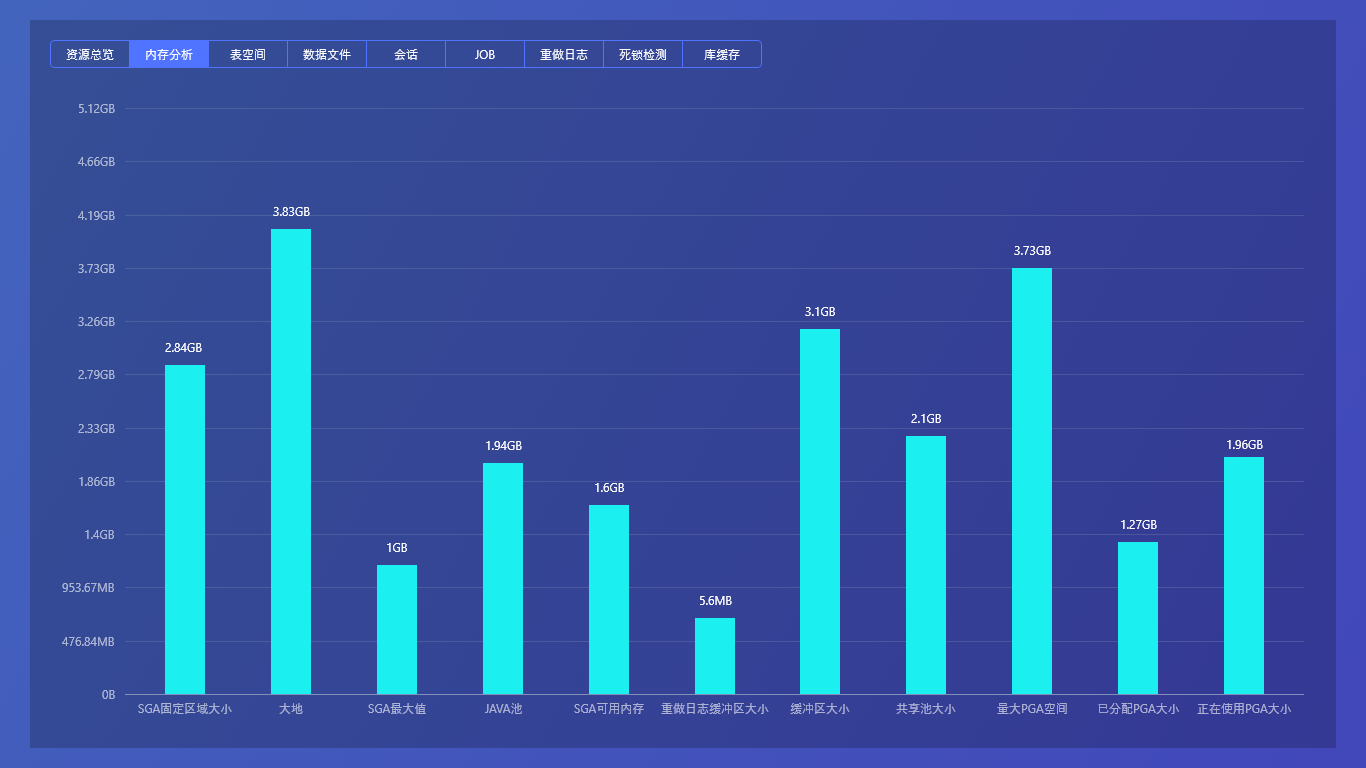 资源总览 内存分析 表空间 数据文件 会话 JOB 重做日志 死锁检测 库缓存
5.12GB
4.66GB
4.19GB
3.73GB
3.26GB
2.79GB
2.33GB
1.86GB
1.4GB
953.67MB
476.84MB
0B
2.84GB
3.83GB
1GB
1.94GB
1.6GB
5.6MB
3.1GB
2.1GB
3.73GB
1.27GB
1.96GB
SGA固定区域大小 大地 SGA最大值 JAVA池 SGA可用内存 重做日志缓冲区大小 缓冲区大小 共享池大小 量大PGA空间 已分配PGA大小 正在使用PGA大小